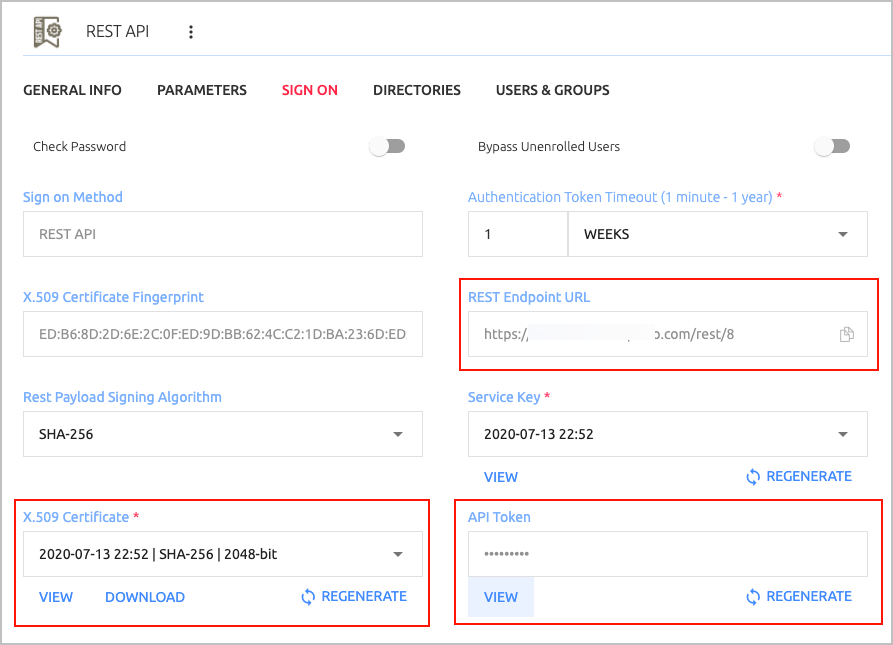 REST API
REST API
GENERAL INFO PARAMETERS SIGN ON DIRECTORIES USERS & GROUPS
Check Password
Bypass Unenrolled Users
Sign on Method
REST API
Authentication Token Timeout (1 minute - 1 year) *
1 WEEKS
X.509 Certificate Fingerprint
ED:B6:8D:2D:6E:2C:0F:ED:9D:BB:62:4C:C2:1D:BA:23:6D:ED
REST Endpoint URL
https:/ .com/rest/8
Rest Payload Signing Algorithm
SHA-256
Service Key *
2020-07-13 22:52
VIEW REGENERATE
X.509 Certificate *
2020-07-13 22:52 | SHA-256 | 2048-bit
VIEW DOWNLOAD REGENERATE
API Token
•••••••••
VIEW REGENERATE